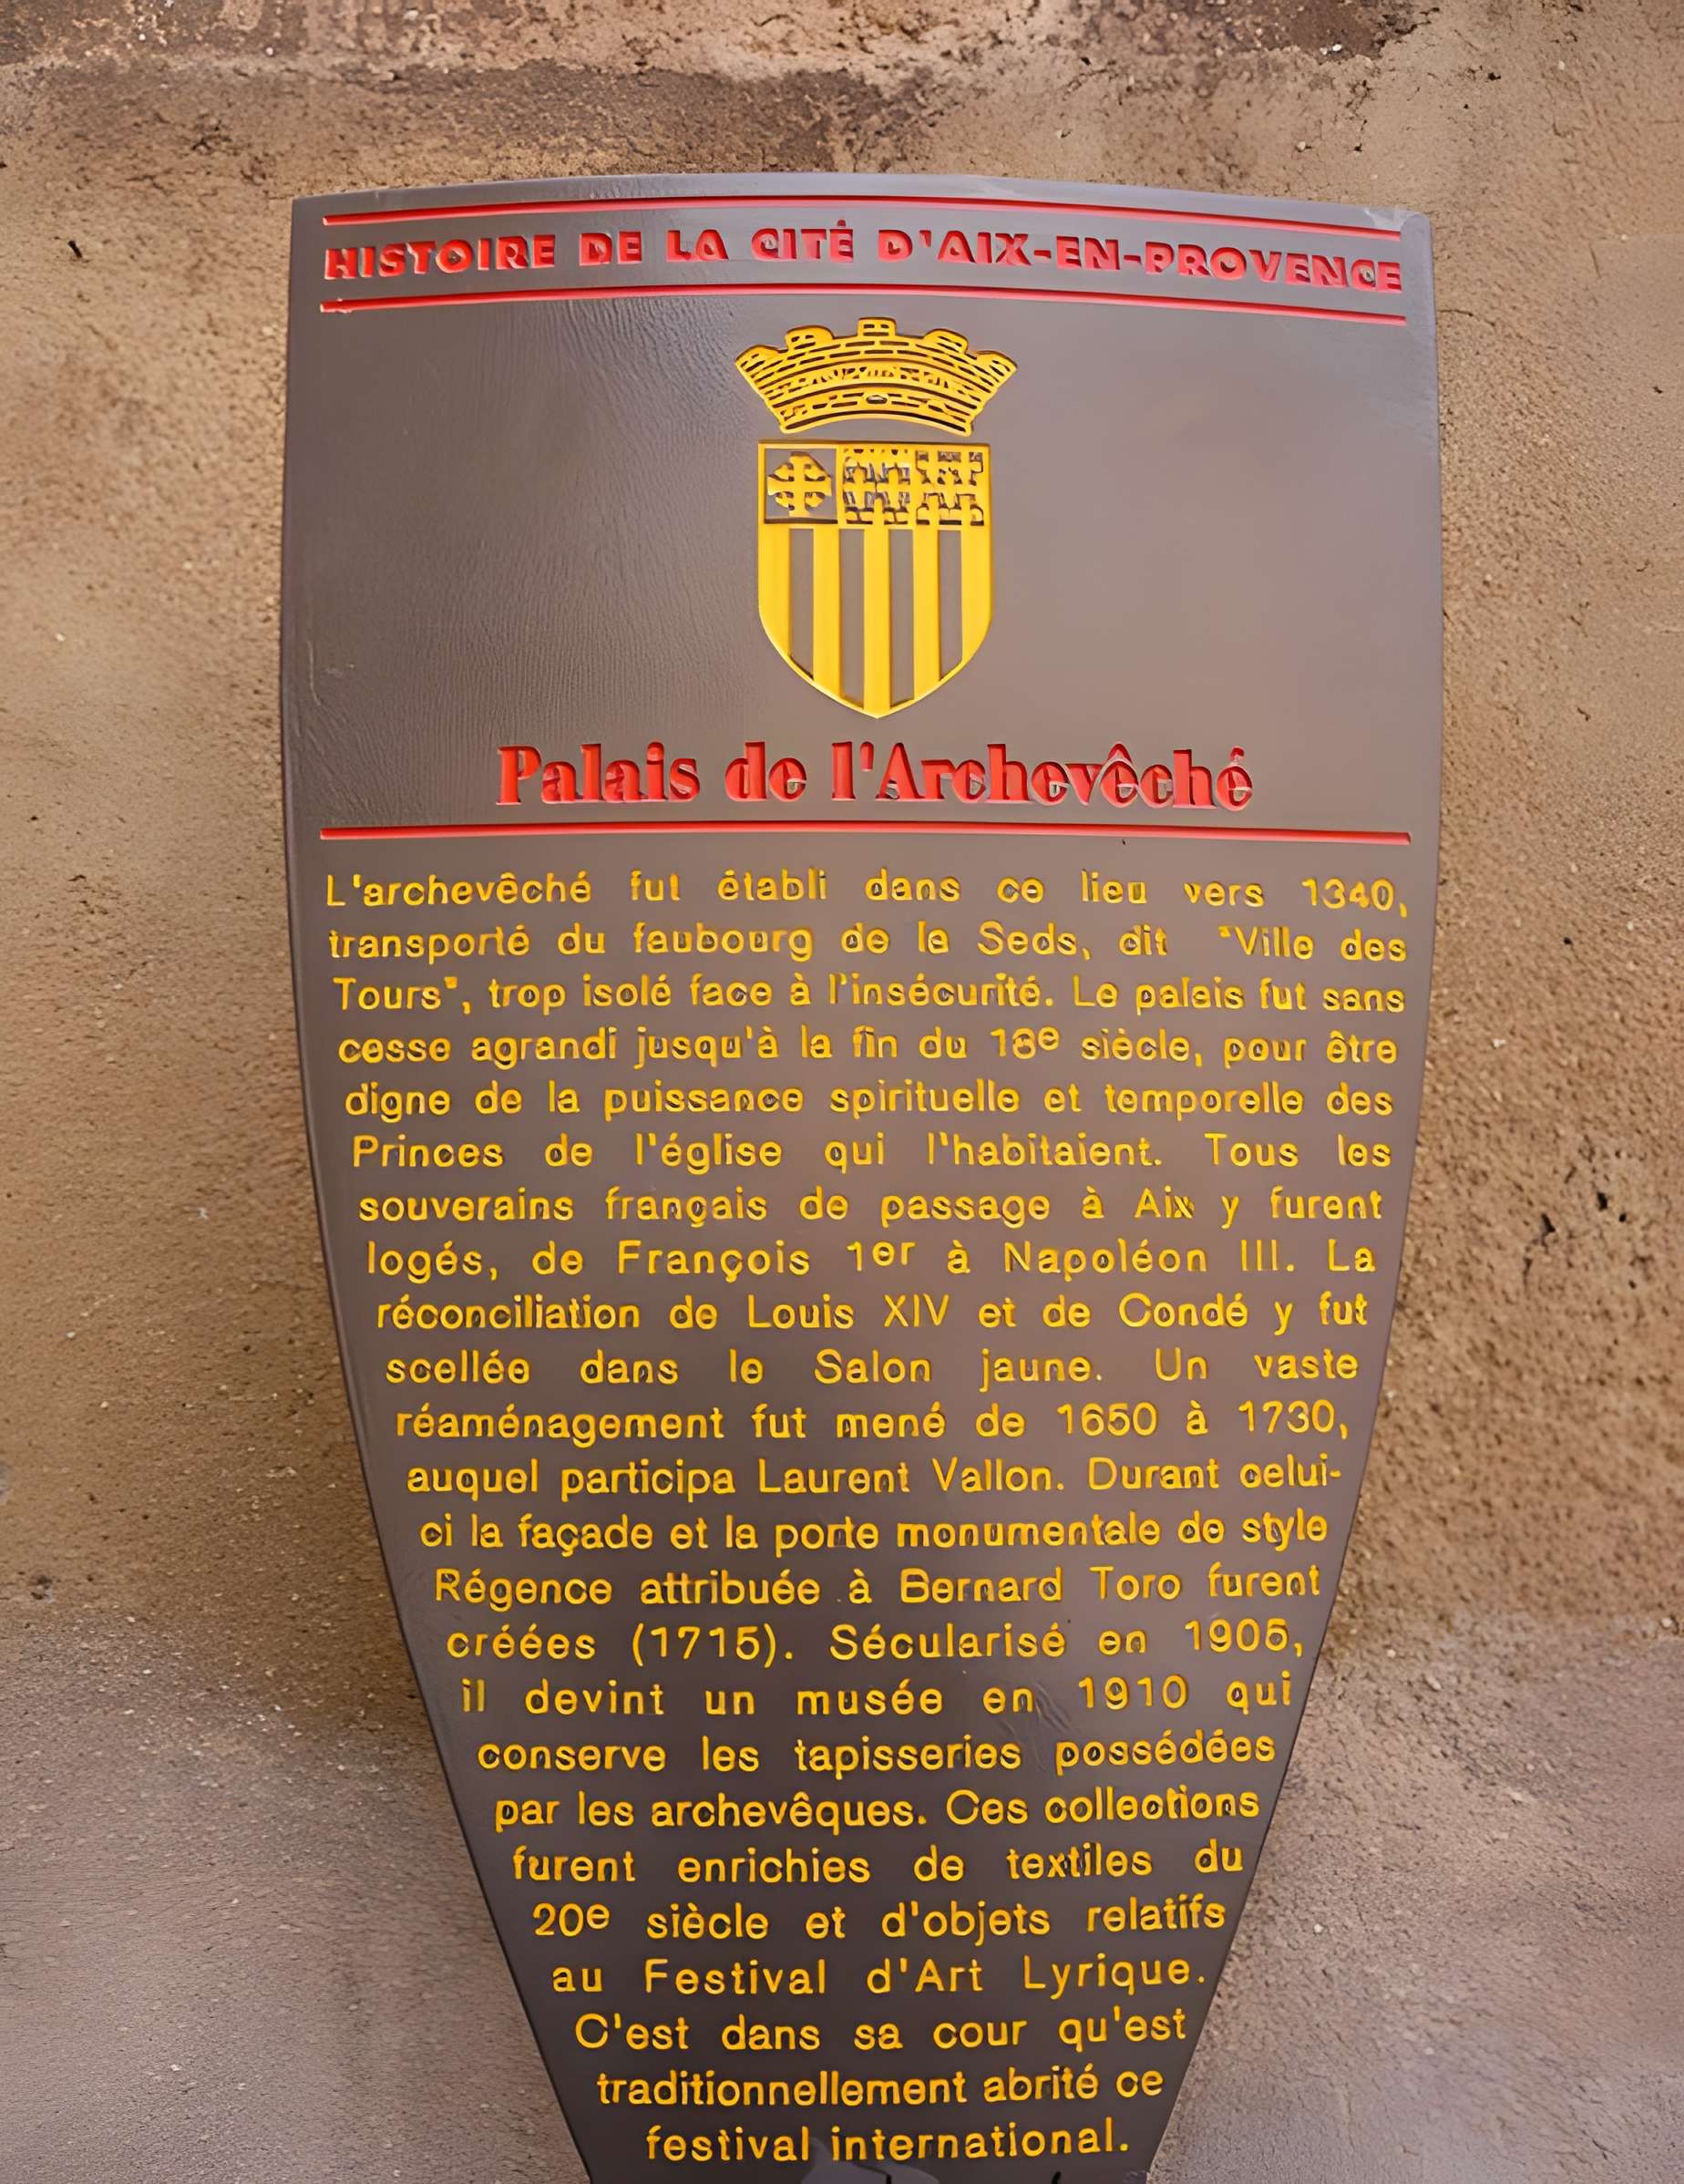 HISTOIRE DE LA CITÉ D'AIX-EN-PROVENCE
Palais de l'Archevêché
L'archevêché fut établi dans ce lieu vers 1340,
transporté du faubourg de la Seds, dit "Ville des
Tours", trop isolé face à l'insécurité. Le palais fut sans
cesse agrandi jusqu'à la fin du siècle, pour être
digne de la puissance spirituelle et temporelle des
Princes de l'église qui l'habitaient. Tous les
souverains français de passage à Aix y furent
logés, de François 1er à Napoléon III. La
réconciliation de Louis XIV et de Condé y fut
scellée dans le Salon jaune. Un vaste
réaménagement fut mené de 1650 à 1730,
auquel participa Laurent Vallon. Durant celui-
ci la façade et la porte monumentale de style
Régence attribuée à Bernard Toro furent
créées (1715). Sécularisé en 1905,
il devint un musée en 1910 qui
conserve les tapisseries possédées
par les archevêques. Ces collections
furent enrichies de textiles du
20e siècle et d'objets relatifs
au Festival d'Art Lyrique.
C'est dans sa cour qu'est
traditionnellement abrité ce
festival international.